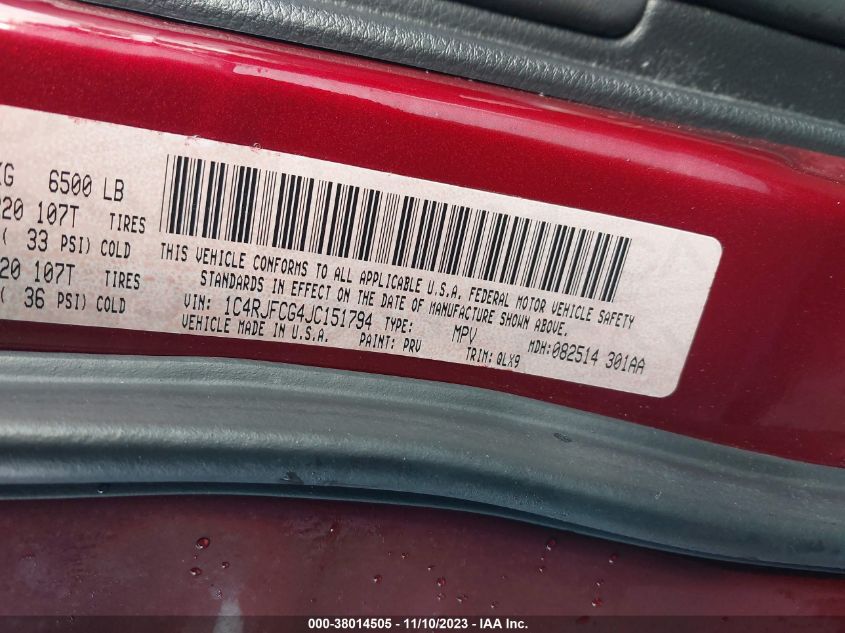 KG 6500 LB
20 107T TIRES
( 33 PSI) COLD
20 107T TIRES
( 36 PSI) COLD
THIS VEHICLE CONFORMS TO ALL APPLICABLE U.S.A. FEDERAL MOTOR VEHICLE SAFETY
STANDARDS IN EFFECT ON THE DATE OF MANUFACTURE SHOWN ABOVE.
VIN: 1C4RJFCG4JC151794 TYPE: MPV MDH:082514 301AA
VEHICLE MADE IN U.S.A. PAINT: PRV TRIM: QLX9
000-38014505 - 11/10/2023 - IAA Inc.